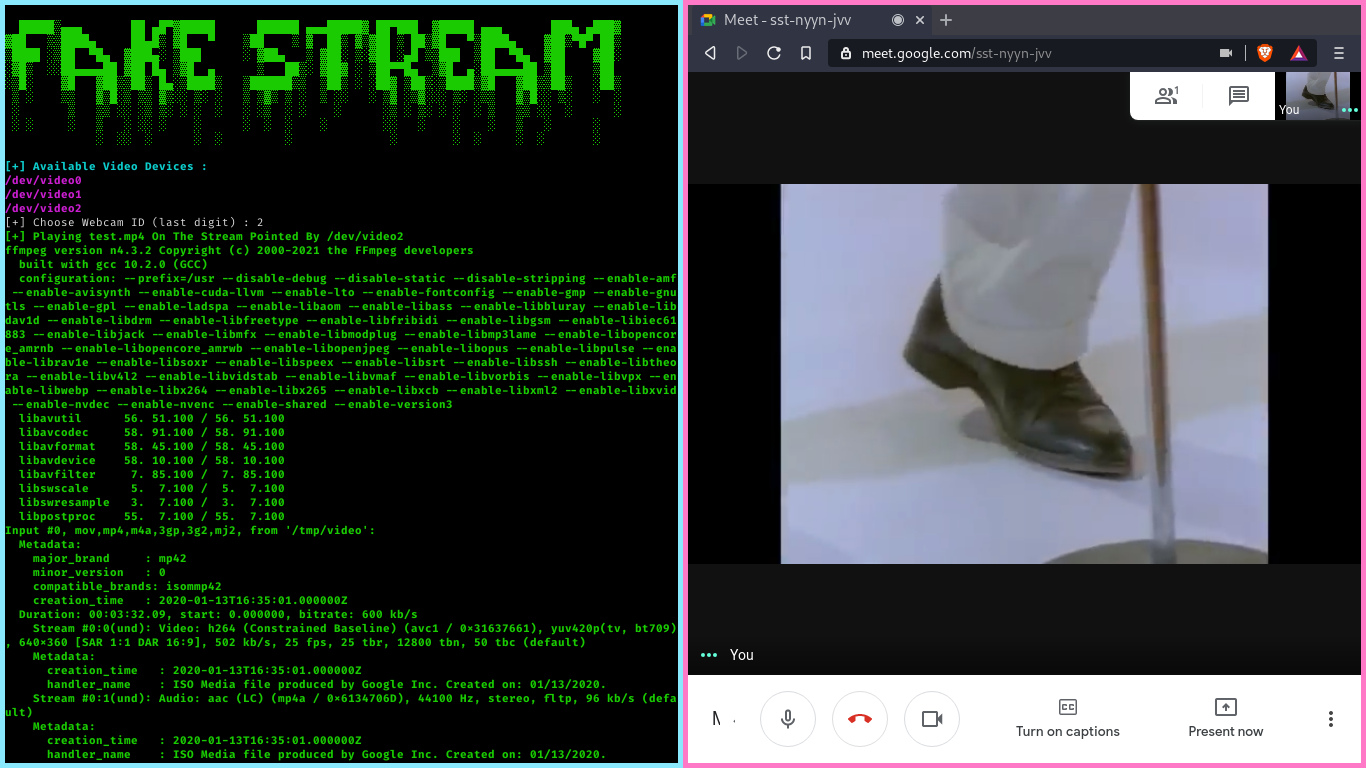 FAKE STREAM
[+] Available Video Devices :
/dev/video0
/dev/video1
/dev/video2
[+] Choose Webcam ID (last digit) : 2
[+] Playing test.mp4 On The Stream Pointed By /dev/video2
ffmpeg version n4.3.2 Copyright (c) 2000-2021 the FFmpeg developers
  built with gcc 10.2.0 (GCC)
  configuration: --prefix=/usr --disable-debug --disable-static --disable-stripping --enable-amf
 --enable-avisynth --enable-cuda-llvm --enable-lto --enable-fontconfig --enable-gmp --enable-gnu
tls --enable-gpl --enable-ladspa --enable-libaom --enable-libass --enable-libbluray --enable-lib
dav1d --enable-libdrm --enable-libfreetype --enable-libfribidi --enable-libgsm --enable-libiec61
883 --enable-libjack --enable-libmfx --enable-libmodplug --enable-libmp3lame --enable-libopencor
e_amrnb --enable-libopencore_amrwb --enable-libopenjpeg --enable-libopus --enable-libpulse --ena
ble-librav1e --enable-libsoxr --enable-libspeex --enable-libsrt --enable-libssh --enable-libtheo
ra --enable-libv4l2 --enable-libvidstab --enable-libvmaf --enable-libvorbis --enable-libvpx --en
able-libwebp --enable-libx264 --enable-libx265 --enable-libxcb --enable-libxml2 --enable-libxvid
 --enable-nvdec --enable-nvenc --enable-shared --enable-version3
  libavutil      56. 51.100 / 56. 51.100
  libavcodec     58. 91.100 / 58. 91.100
  libavformat    58. 45.100 / 58. 45.100
  libavdevice    58. 10.100 / 58. 10.100
  libavfilter     7. 85.100 /  7. 85.100
  libswscale      5.  7.100 /  5.  7.100
  libswresample   3.  7.100 /  3.  7.100
  libpostproc    55.  7.100 / 55.  7.100
Input #0, mov,mp4,m4a,3gp,3g2,mj2, from '/tmp/video':
  Metadata:
    major_brand     : mp42
    minor_version   : 0
    compatible_brands: isommp42
    creation_time   : 2020-01-13T16:35:01.000000Z
  Duration: 00:03:32.09, start: 0.000000, bitrate: 600 kb/s
    Stream #0:0(und): Video: h264 (Constrained Baseline) (avc1 / 0x31637661), yuv420p(tv, bt709)
, 640x360 [SAR 1:1 DAR 16:9], 502 kb/s, 25 fps, 25 tbr, 12800 tbn, 50 tbc (default)
    Metadata:
      creation_time   : 2020-01-13T16:35:01.000000Z
      handler_name    : ISO Media file produced by Google Inc. Created on: 01/13/2020.
    Stream #0:1(und): Audio: aac (LC) (mp4a / 0x6134706D), 44100 Hz, stereo, fltp, 96 kb/s (defa
ult)
    Metadata:
      creation_time   : 2020-01-13T16:35:01.000000Z
      handler_name    : ISO Media file produced by Google Inc. Created on: 01/13/2020.
Meet - sst-nyyn-jvv
meet.google.com/sst-nyyn-jvv
1
You
You
CC
Turn on captions
Present now